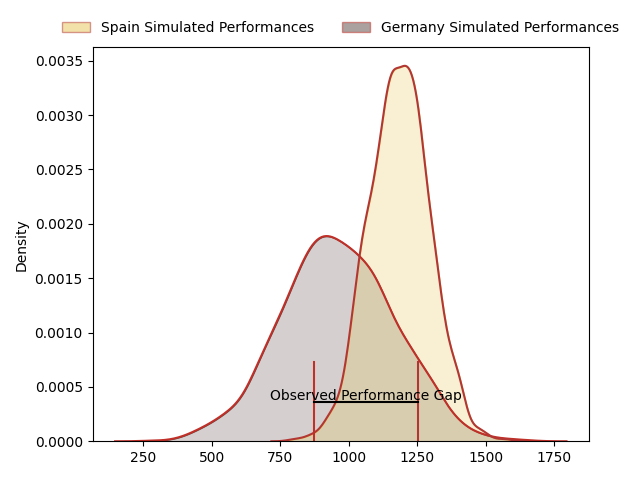 Spain Simulated Performances Germany Simulated Performances
0.0035
0.0030
0.0025
0.0020
0.0015
0.0010
0.0005
0.0000
Density
Observed Performance Gap
250 500 750 1000 1250 1500 1750